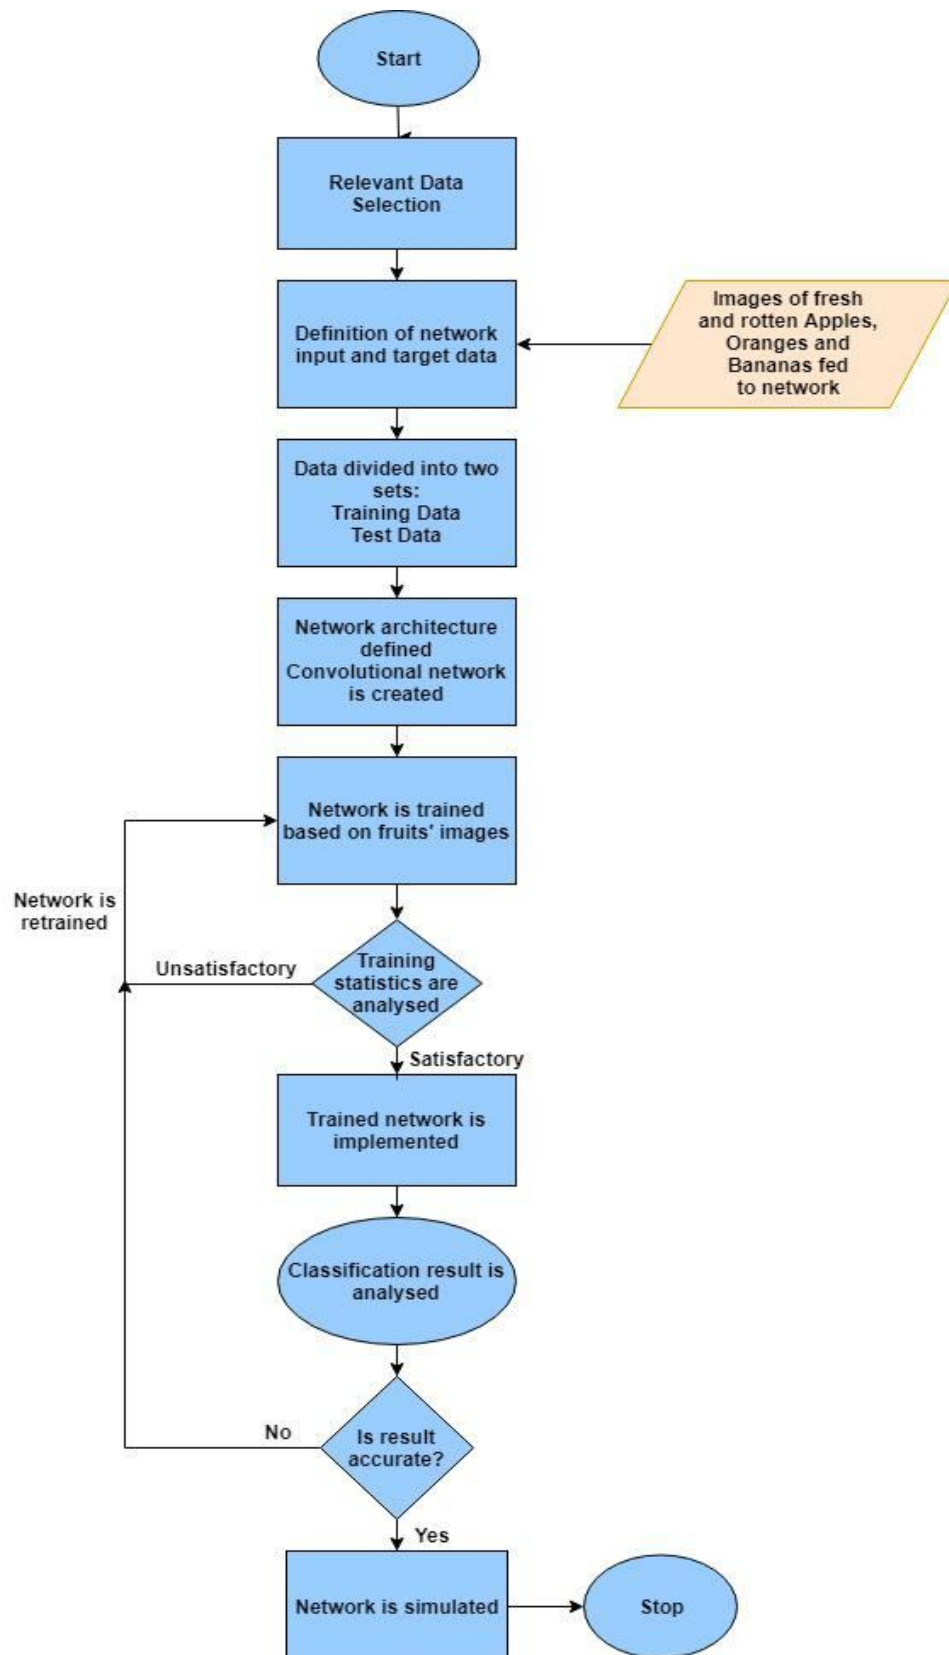 Start
Relevant Data
Selection
Definition of network
input and target data
Images of fresh
and rotten Apples,
Oranges and
Bananas fed
to network
Data divided into two
sets:
Training Data
Test Data
Network architecture
defined
Convolutional network
is created
Network is trained
based on fruits' images
Network is
retrained
Unsatisfactory
Training
statistics are
analysed
Satisfactory
Trained network is
implemented
Classification result is
analysed
No
Is result
accurate?
Yes
Network is simulated
Stop